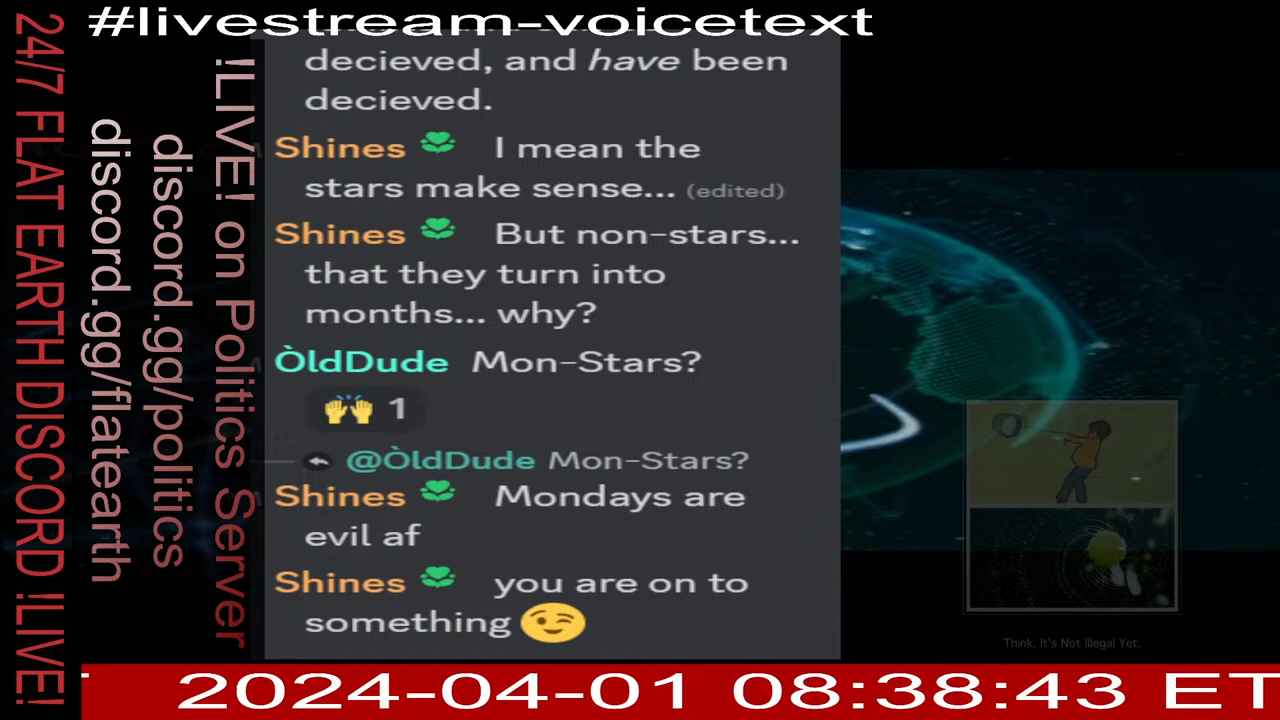 #livestream-voicetext
24/7 FLAT EARTH DISCORD !LIVE!
discord.gg/flatearth
discord.gg/politics
!LIVE! on Politics Server
decieved, and have been
decieved.
Shines I mean the
stars make sense... (edited)
Shines But non-stars...
that they turn into
months... why?
ÒldDude Mon-Stars?
🙌 1
@ÒldDude Mon-Stars?
Shines Mondays are
evil af
Shines you are on to
something 😉
Think. It's Not Illegal Yet.
2024-04-01 08:38:43 ET